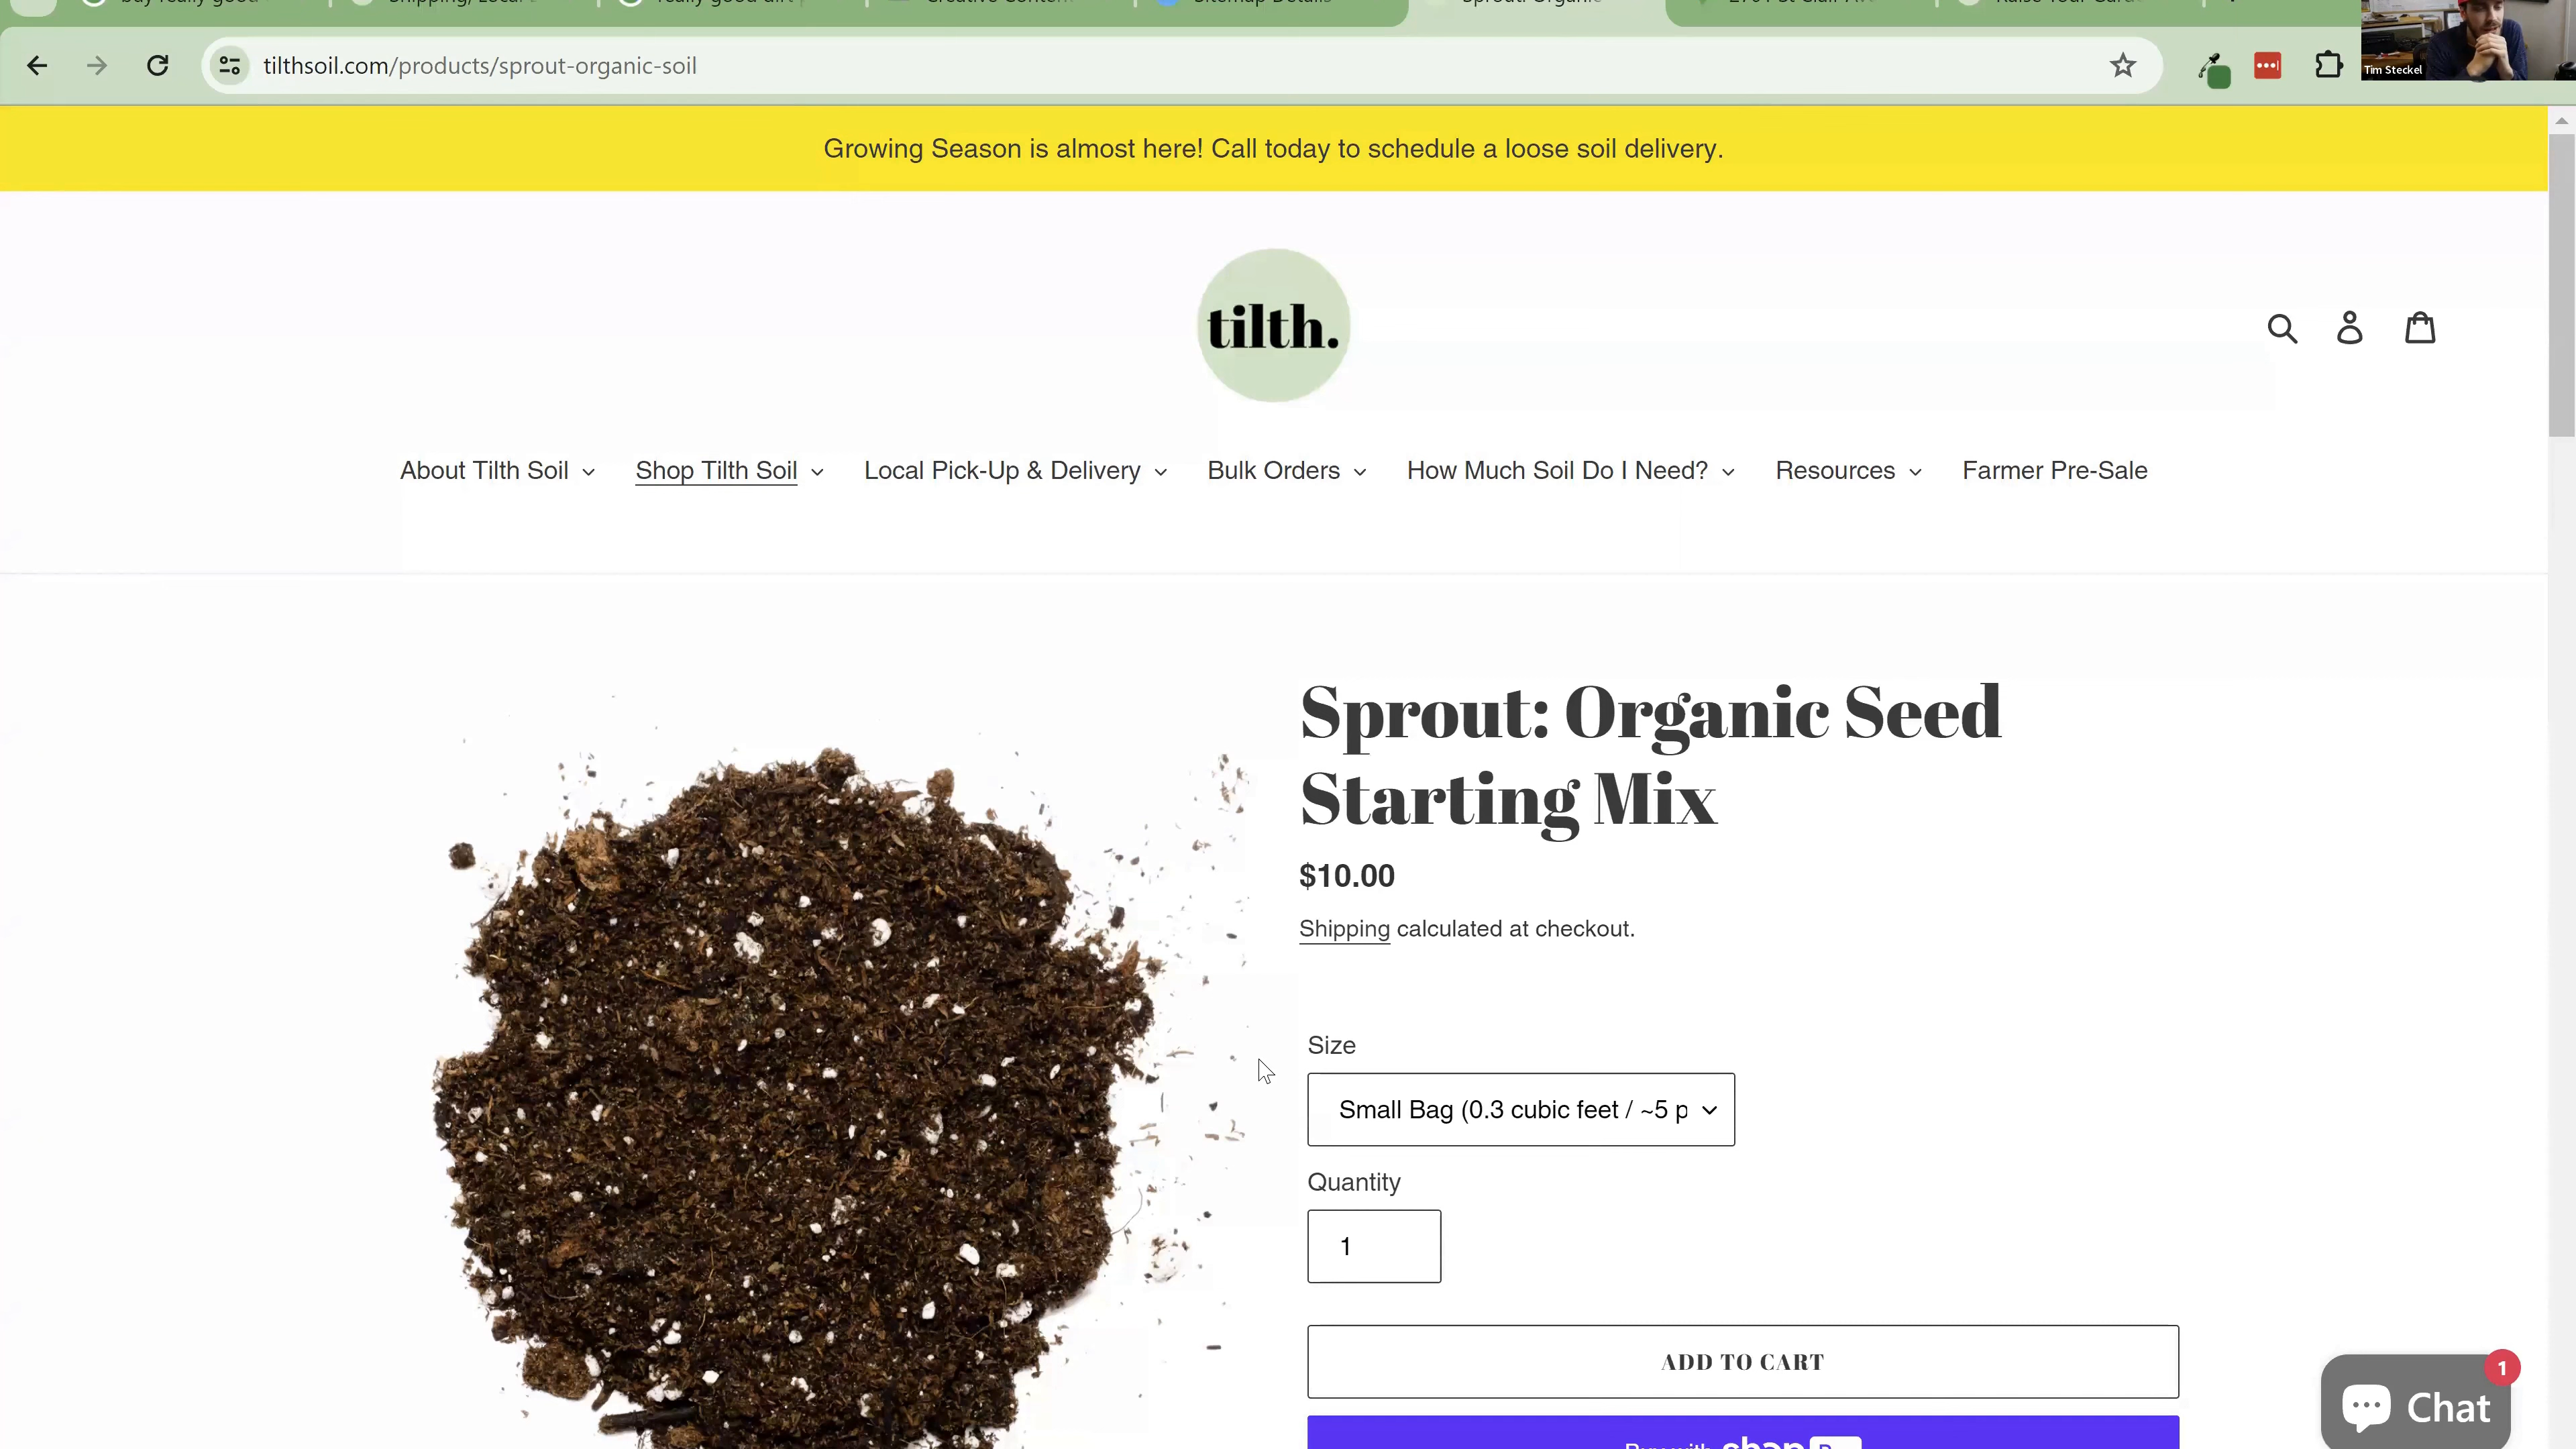 Tim Steckel
tilthsoil.com/products/sprout-organic-soil
Growing Season is almost here! Call today to schedule a loose soil delivery.
tilth.
About Tilth Soil Shop Tilth Soil Local Pick-Up & Delivery Bulk Orders How Much Soil Do I Need? Resources Farmer Pre-Sale
Sprout: Organic Seed
Starting Mix
$10.00
Shipping calculated at checkout.
Size
Small Bag (0.3 cubic feet / ~5 p
Quantity
1
ADD TO CART
1
Chat